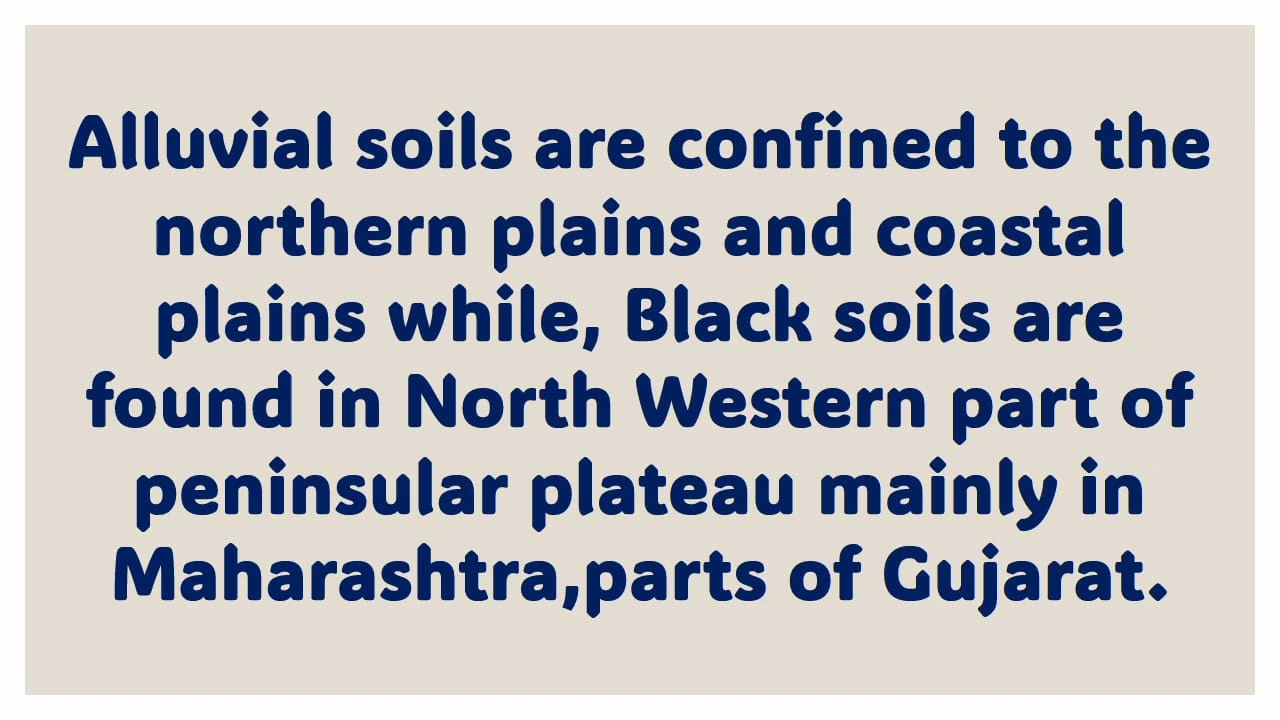 Alluvial soils are confined to the
northern plains and coastal
plains while, Black soils are
found in North Western part of
peninsular plateau mainly in
Maharashtra,parts of Gujarat.